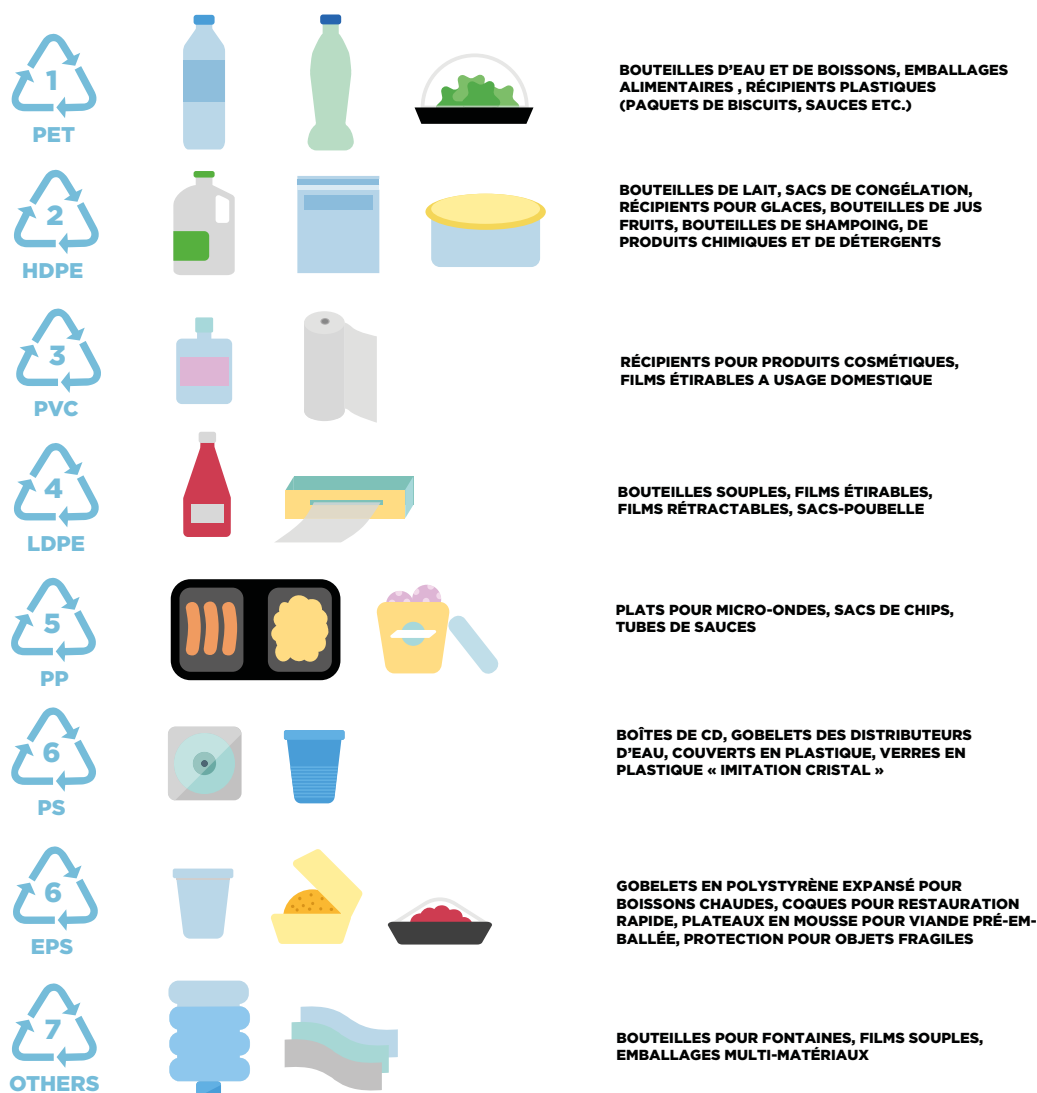 1
PET
BOUTEILLES D'EAU ET DE BOISSONS, EMBALLAGES
ALIMENTAIRES , RÉCIPIENTS PLASTIQUES
(PAQUETS DE BISCUITS, SAUCES ETC.)
2
HDPE
BOUTEILLES DE LAIT, SACS DE CONGÉLATION,
RÉCIPIENTS POUR GLACES, BOUTEILLES DE JUS
FRUITS, BOUTEILLES DE SHAMPOING, DE
PRODUITS CHIMIQUES ET DE DÉTERGENTS
3
PVC
RÉCIPIENTS POUR PRODUITS COSMÉTIQUES,
FILMS ÉTIRABLES A USAGE DOMESTIQUE
4
LDPE
BOUTEILLES SOUPLES, FILMS ÉTIRABLES,
FILMS RÉTRACTABLES, SACS-POUBELLE
5
PP
PLATS POUR MICRO-ONDES, SACS DE CHIPS,
TUBES DE SAUCES
6
PS
BOÎTES DE CD, GOBELETS DES DISTRIBUTEURS
D'EAU, COUVERTS EN PLASTIQUE, VERRES EN
PLASTIQUE « IMITATION CRISTAL »
6
EPS
GOBELETS EN POLYSTYRÈNE EXPANSÉ POUR
BOISSONS CHAUDES, COQUES POUR RESTAURATION
RAPIDE, PLATEAUX EN MOUSSE POUR VIANDE PRÉ-EM-
BALLÉE, PROTECTION POUR OBJETS FRAGILES
7
OTHERS
BOUTEILLES POUR FONTAINES, FILMS SOUPLES,
EMBALLAGES MULTI-MATÉRIAUX